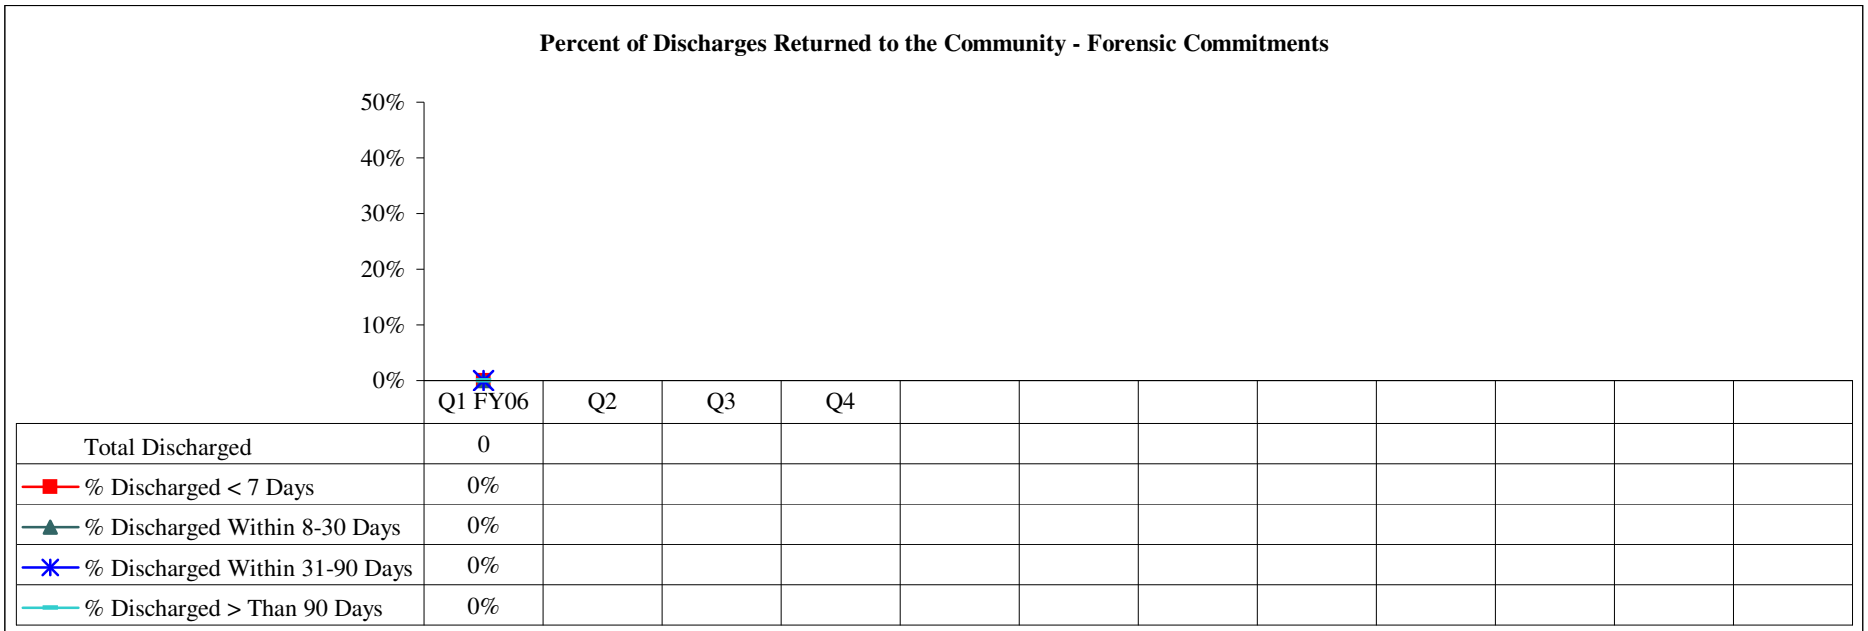 Percent of Discharges Returned to the Community - Forensic Commitments
50%
40%
30%
20%
10%
0%
Q1 FY06 Q2 Q3 Q4
Total Discharged 0
% Discharged < 7 Days 0%
% Discharged Within 8-30 Days 0%
% Discharged Within 31-90 Days 0%
% Discharged > Than 90 Days 0%